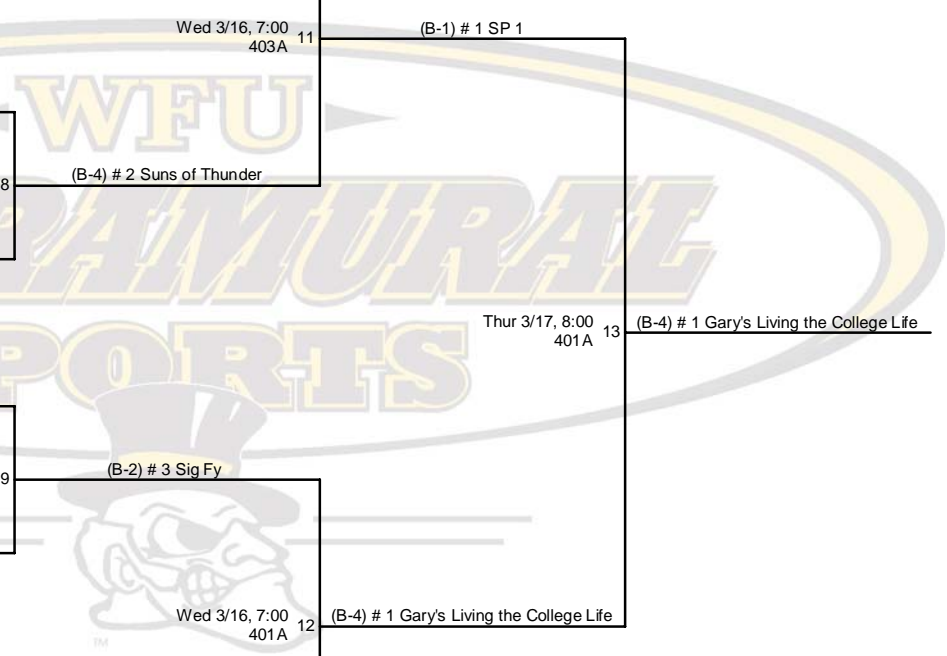 Wed 3/16, 7:00
403A
11
(B-1) # 1 SP 1
WFU
8
(B-4) # 2 Suns of Thunder
RAMURAL
Thur 3/17, 8:00
401A
13
(B-4) # 1 Gary's Living the College Life
PORTS
9
(B-2) # 3 Sig Fy
Wed 3/16, 7:00
401A
12
(B-4) # 1 Gary's Living the College Life
TM